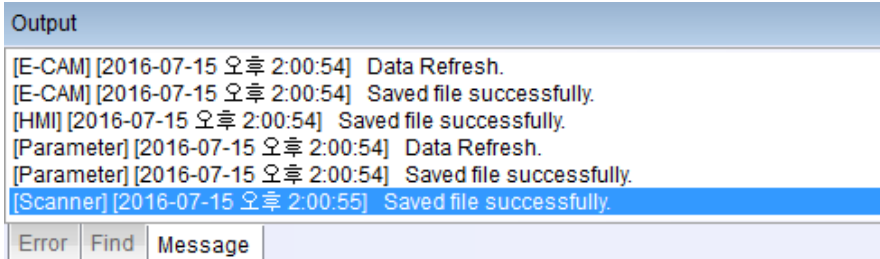 Output
[E-CAM] [2016-07-15 오후 2:00:54] Data Refresh.
[E-CAM] [2016-07-15 오후 2:00:54] Saved file successfully.
[HMI] [2016-07-15 오후 2:00:54] Saved file successfully.
[Parameter] [2016-07-15 오후 2:00:54] Data Refresh.
[Parameter] [2016-07-15 오후 2:00:54] Saved file successfully.
[Scanner] [2016-07-15 오후 2:00:55] Saved file successfully.
Error Find Message